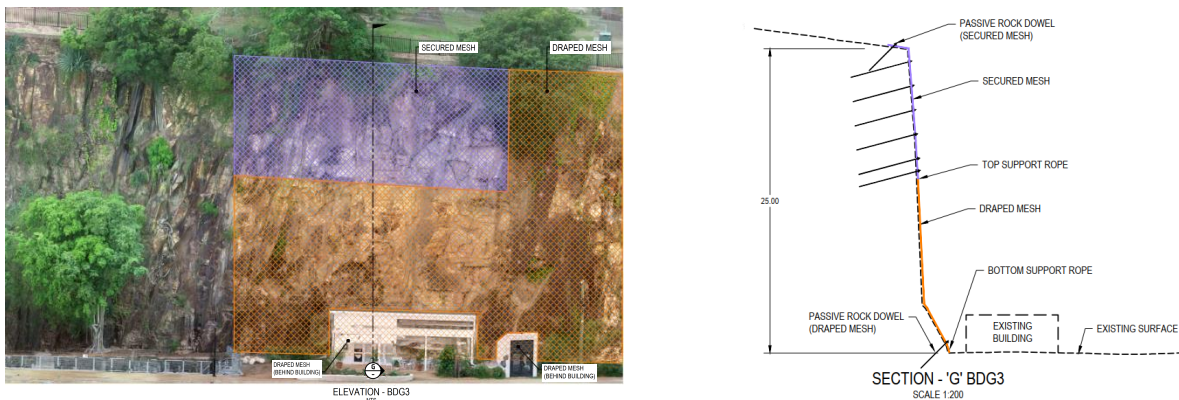 SECURED MESH
DRAPED MESH
DRAPED MESH
(BEHIND BUILDING)
G
DRAPED MESH
(BEHIND BUILDING)
ELEVATION - BDG3
PASSIVE ROCK DOWEL
(SECURED MESH)
SECURED MESH
TOP SUPPORT ROPE
25.00
DRAPED MESH
BOTTOM SUPPORT ROPE
PASSIVE ROCK DOWEL
(DRAPED MESH)
EXISTING
BUILDING
EXISTING SURFACE
SECTION - 'G' BDG3
SCALE 1:200